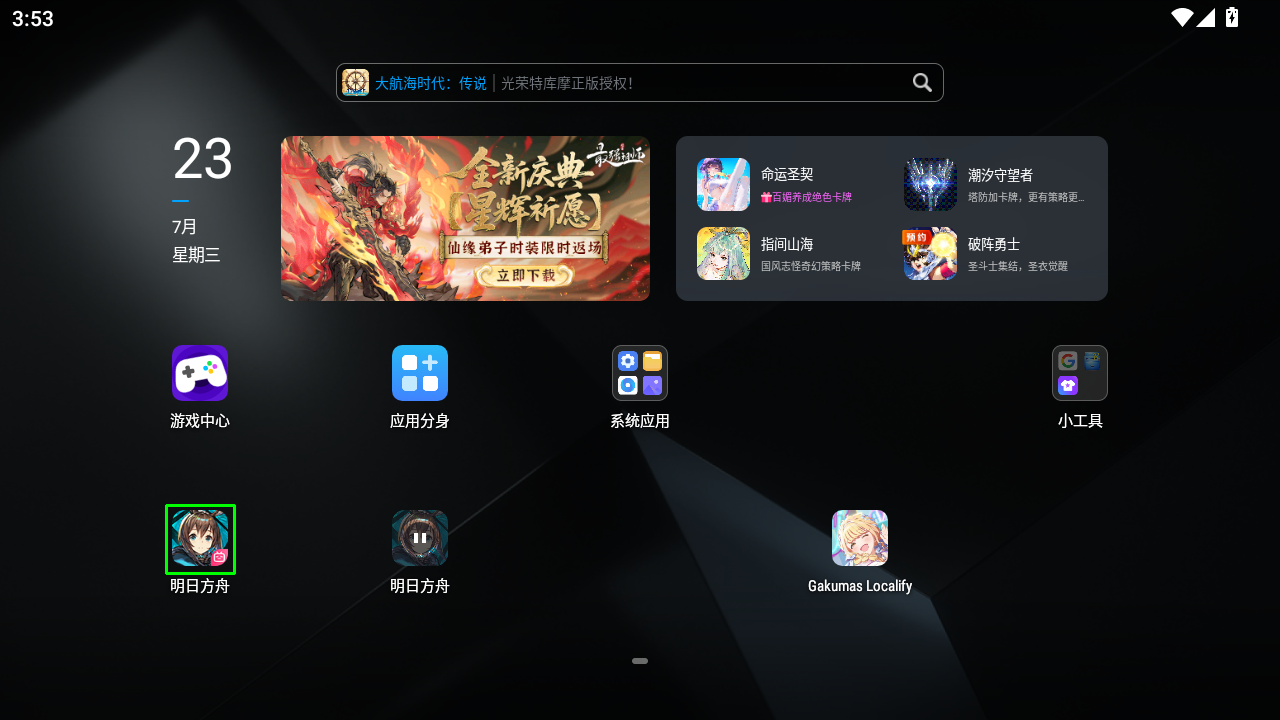 3:53
大航海时代：传说 | 光荣特库摩正版授权！
23
7月
星期三
最强祖师
全新庆典
【星辉祈愿】
仙缘弟子时装限时返场
立即下载
命运圣契
百媚养成绝色卡牌
潮汐守望者
塔防加卡牌，更有策略更...
指间山海
国风志怪奇幻策略卡牌
预约
破阵勇士
圣斗士集结，圣衣觉醒
游戏中心
应用分身
系统应用
小工具
明日方舟
明日方舟
Gakumas Localify